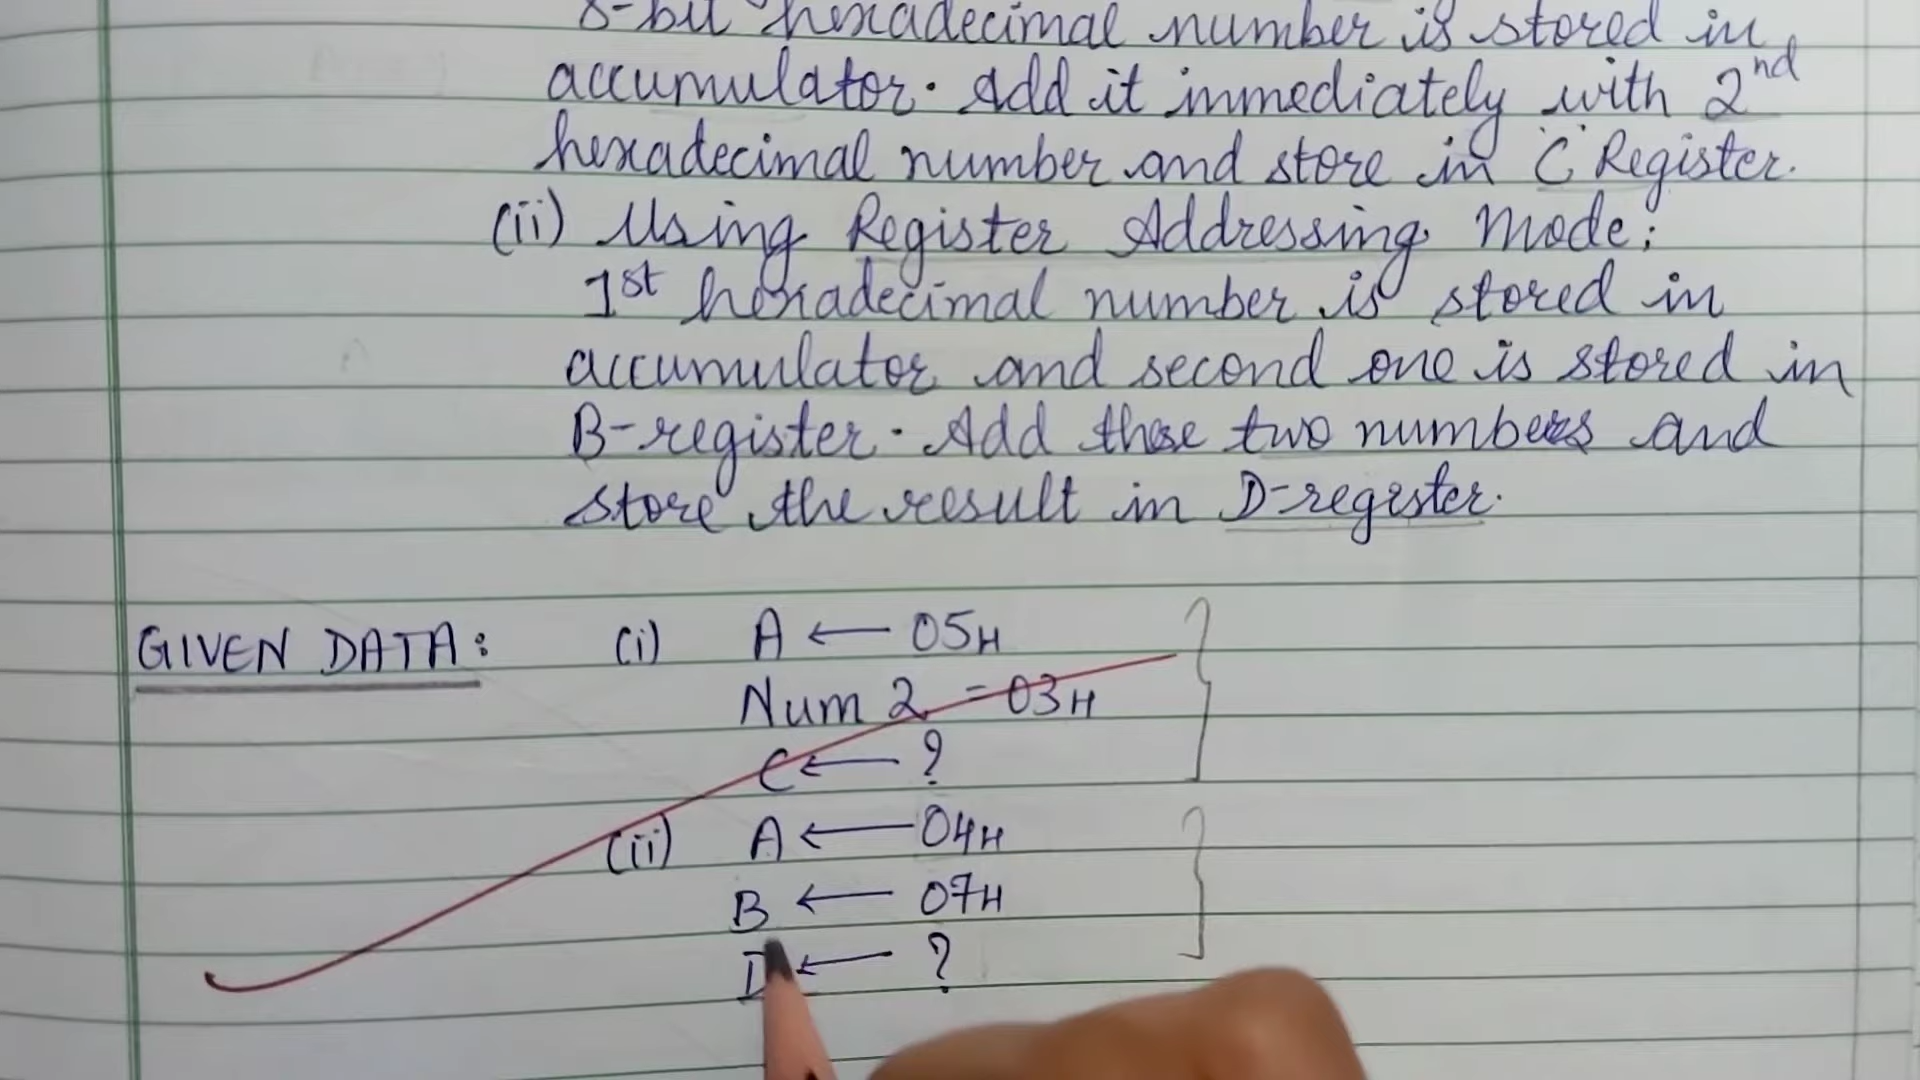 8-bit hexadecimal number is stored in
accumulator. Add it immediately with 2nd
hexadecimal number and store in 'C' Register.
(ii) Using Register Addressing Mode:
1st hexadecimal number is stored in
accumulator and second one is stored in
B-register. Add those two numbers and
store the result in D-register.
GIVEN DATA: (i) A ← 05H
Num 2 = 03H
C ← ?
(ii) A ← 04H
B ← 07H
D ← ?